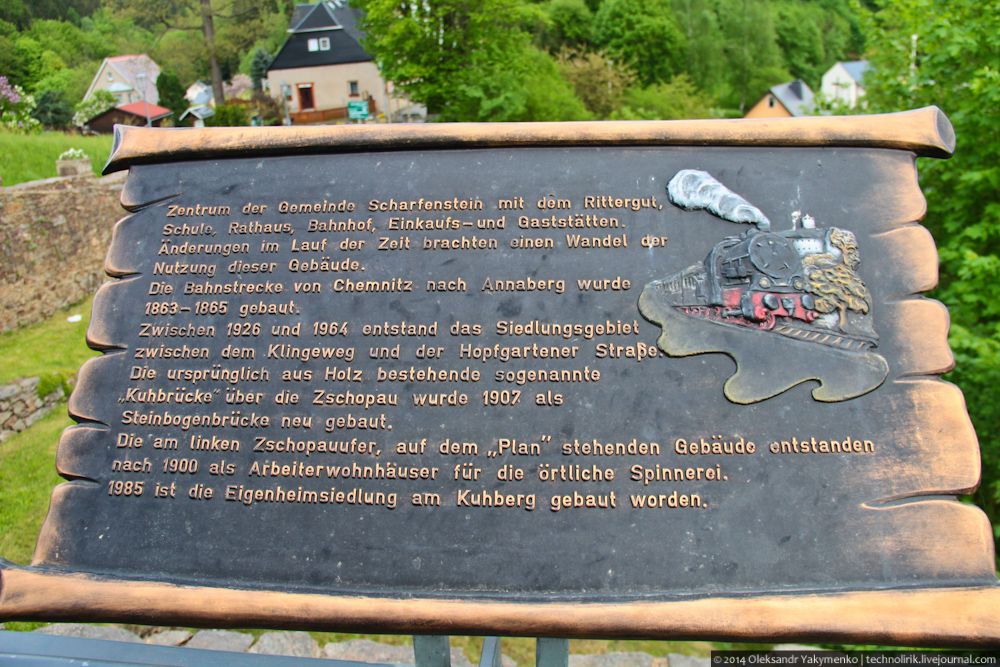 Zentrum der Gemeinde Scharfenstein mit dem Rittergut,
Schule, Rathaus, Bahnhof, Einkaufs-und Gaststätten.
Änderungen im Lauf der Zeit brachten einen Wandel der
Nutzung dieser Gebäude.
Die Bahnstrecke von Chemnitz nach Annaberg wurde
1863-1865 gebaut.
Zwischen 1926 und 1964 entstand das Siedlungsgebiet
zwischen dem Klingeweg und der Hopfgartener Straße.
Die ursprünglich aus Holz bestehende sogenannte
„Kuhbrücke" über die Zschopau wurde 1907 als
Steinbogenbrücke neu gebaut.
Die am linken Zschopauufer, auf dem „Plan" stehenden Gebäude entstanden
nach 1900 als Arbeiterwohnhäuser für die örtliche Spinnerei.
1985 ist die Eigenheimsiedlung am Kuhberg gebaut worden.
© 2014 Oleksandr Yakymenko | technolirik.livejournal.com